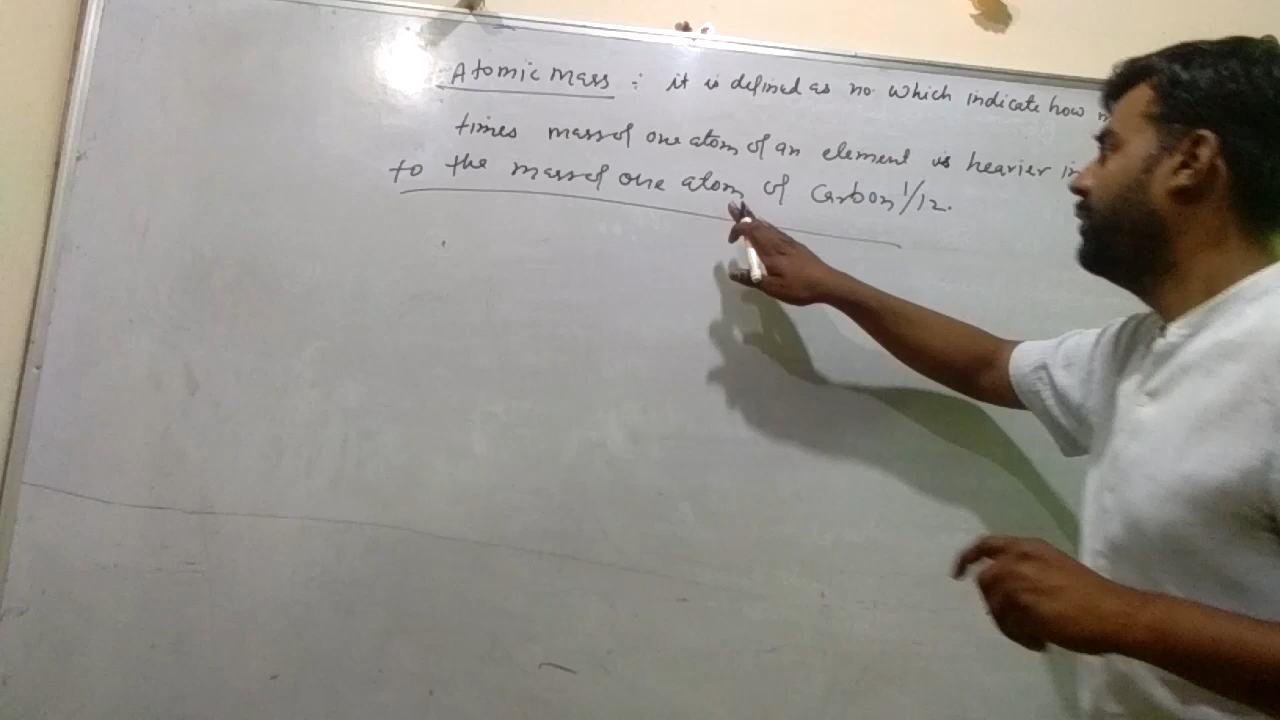 Atomic Mass : it is defined as no. which indicate how
times mass of one atom of an element is heavier in
to the mass of one atom of Carbon 1/12.